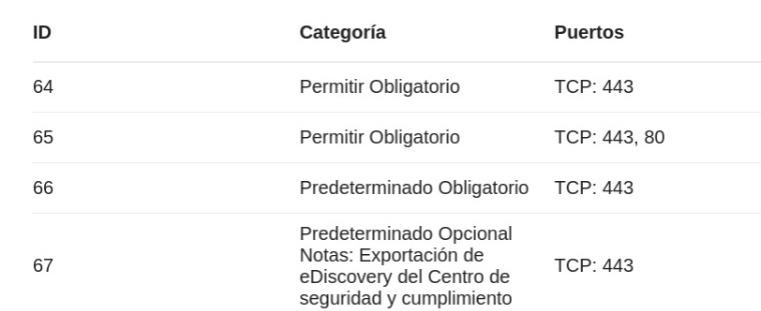 ID Categoría Puertos
64 Permitir Obligatorio TCP: 443
65 Permitir Obligatorio TCP: 443, 80
66 Predeterminado Obligatorio TCP: 443
Predeterminado Opcional
Notas: Exportación de
67 eDiscovery del Centro de TCP: 443
seguridad y cumplimiento